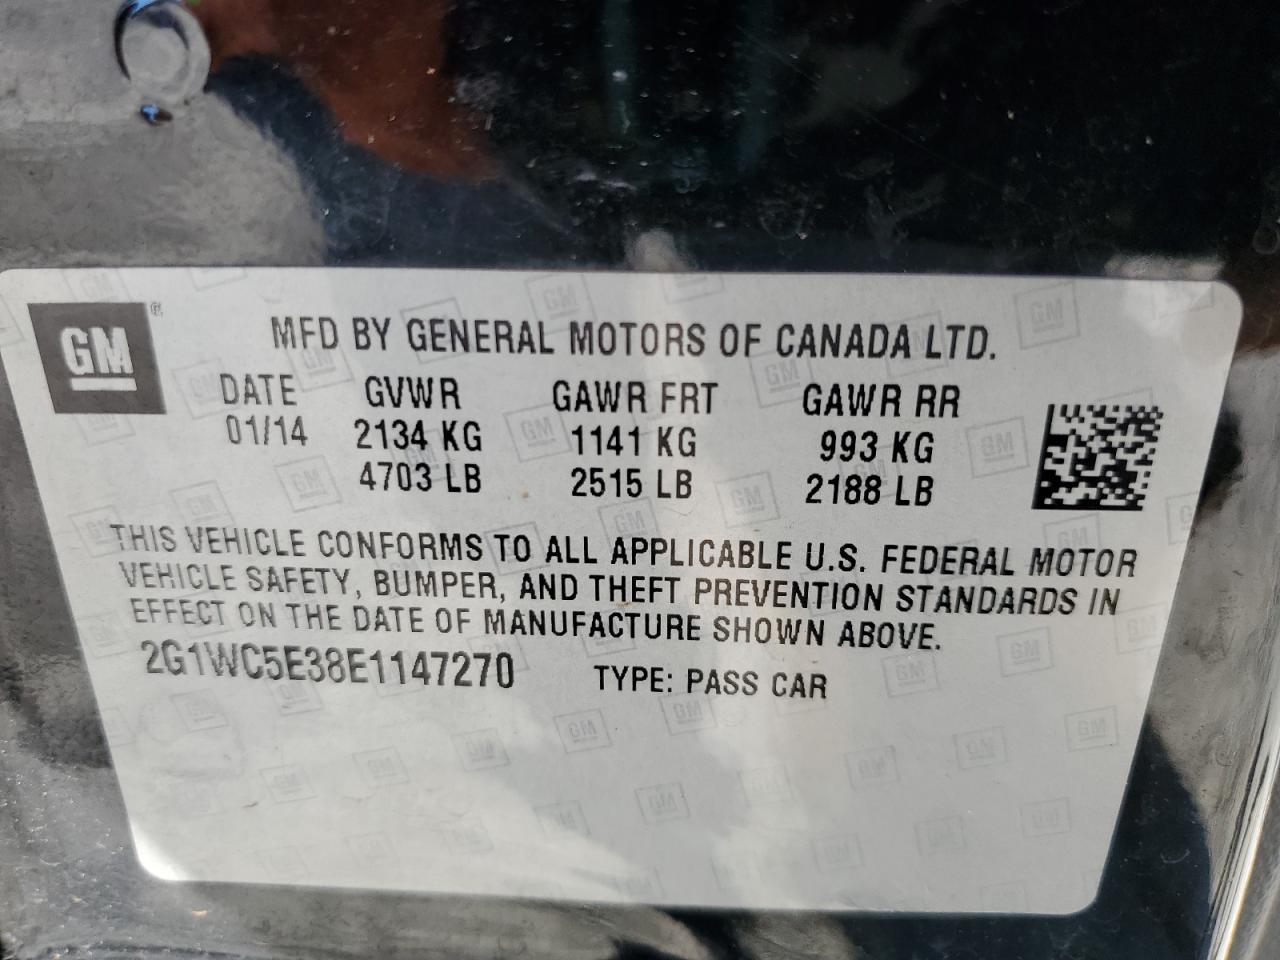 GM ®
MFD BY GENERAL MOTORS OF CANADA LTD.
DATE GVWR GAWR FRT GAWR RR
01/14 2134 KG 1141 KG 993 KG
4703 LB 2515 LB 2188 LB
THIS VEHICLE CONFORMS TO ALL APPLICABLE U.S. FEDERAL MOTOR
VEHICLE SAFETY, BUMPER, AND THEFT PREVENTION STANDARDS IN
EFFECT ON THE DATE OF MANUFACTURE SHOWN ABOVE.
2G1WC5E38E1147270 TYPE: PASS CAR